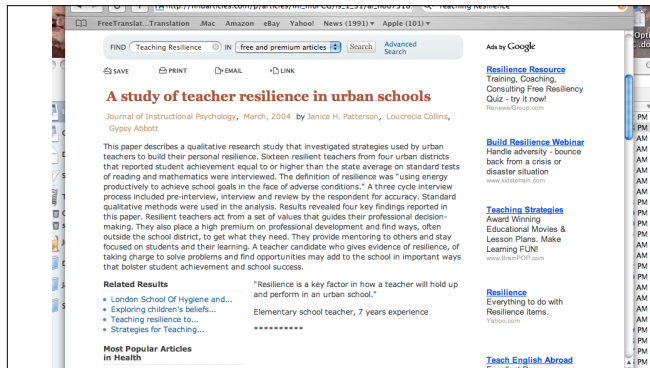 http://findarticles.com/p/articles/mi_m0FCG/is_1_31/ai_n6073
Teaching Resilience
FreeTranslat...Translation .Mac Amazon eBay Yahoo! News (1991) ▾ Apple (101) ▾
FIND Teaching Resilience IN free and premium articles Search Advanced Search
SAVE PRINT EMAIL LINK
A study of teacher resilience in urban schools
Journal of Instructional Psychology, March, 2004 by Janice H. Patterson, Loucrecia Collins,
Gypsy Abbott
This paper describes a qualitative research study that investigated strategies used by urban
teachers to build their personal resilience. Sixteen resilient teachers from four urban districts
that reported student achievement equal to or higher than the state average on standard tests
of reading and mathematics were interviewed. The definition of resilience was "using energy
productively to achieve school goals in the face of adverse conditions." A three cycle interview
process included pre-interview, interview and review by the respondent for accuracy. Standard
qualitative methods were used in the analysis. Results revealed four key findings reported in
this paper. Resilient teachers act from a set of values that guides their professional decision-
making. They also place a high premium on professional development and find ways, often
outside the school district, to get what they need. They provide mentoring to others and stay
focused on students and their learning. A teacher candidate who gives evidence of resilience, of
taking charge to solve problems and find opportunities may add to the school in important ways
that bolster student achievement and school success.
Related Results
• London School Of Hygiene and...
• Exploring children's beliefs...
• Teaching resilience to...
• Strategies for Teaching...
Most Popular Articles
in Health
"Resilience is a key factor in how a teacher will hold up
and perform in an urban school."
Elementary school teacher, 7 years experience
**********
Ads by Google
Resilience Resource
Training, Coaching,
Consulting Free Resiliency
Quiz - try it now!
RenewalGroup.com
Build Resilience Webinar
Handle adversity - bounce
back from a crisis or
disaster situation
www.kidsterrain.com
Teaching Strategies
Award Winning
Educational Movies &
Lesson Plans. Make
Learning FUN!
www.BrainPOP.com
Resilience
Everything to do with
Resilience items.
Yahoo.com
Teach English Abroad